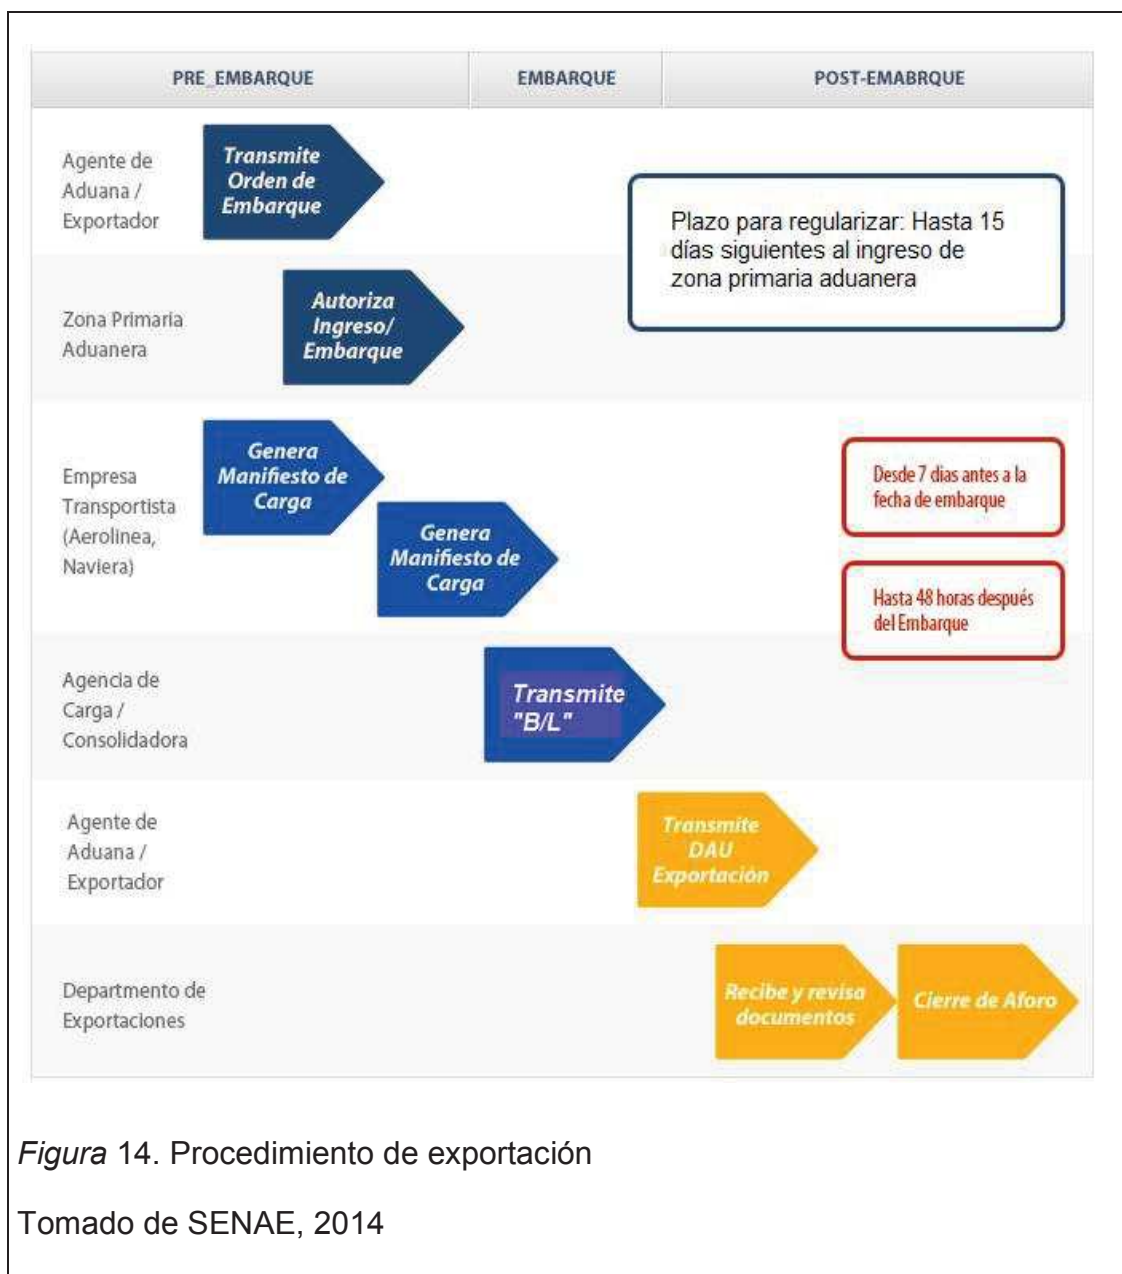 PRE_EMBARQUE
EMBARQUE
POST-EMABRQUE
Agente de
Aduana /
Exportador
Transmite
Orden de
Embarque
Plazo para regularizar: Hasta 15
días siguientes al ingreso de
zona primaria aduanera
Zona Primaria
Aduanera
Autoriza
Ingreso/
Embarque
Empresa
Transportista
(Aerolinea,
Naviera)
Genera
Manifiesto de
Carga
Genera
Manifiesto de
Carga
Desde 7 dias antes a la
fecha de embarque
Hasta 48 horas después
del Embarque
Agencia de
Carga /
Consolidadora
Transmite
"B/L"
Agente de
Aduana /
Exportador
Transmite
DAU
Exportación
Departmento de
Exportaciones
Recibe y revisa
documentos
Cierre de Aforo
Figura 14. Procedimiento de exportación
Tomado de SENAE, 2014